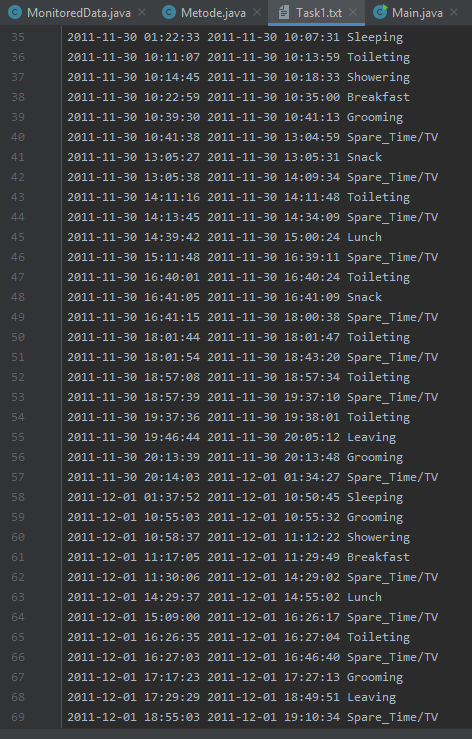 MonitoredData.java Metode.java Task1.txt Main.java
35 2011-11-30 01:22:33 2011-11-30 10:07:31 Sleeping
36 2011-11-30 10:11:07 2011-11-30 10:13:59 Toileting
37 2011-11-30 10:14:45 2011-11-30 10:18:33 Showering
38 2011-11-30 10:22:59 2011-11-30 10:35:00 Breakfast
39 2011-11-30 10:39:30 2011-11-30 10:41:13 Grooming
40 2011-11-30 10:41:38 2011-11-30 13:04:59 Spare_Time/TV
41 2011-11-30 13:05:27 2011-11-30 13:05:31 Snack
42 2011-11-30 13:05:38 2011-11-30 14:09:34 Spare_Time/TV
43 2011-11-30 14:11:16 2011-11-30 14:11:48 Toileting
44 2011-11-30 14:13:45 2011-11-30 14:34:09 Spare_Time/TV
45 2011-11-30 14:39:42 2011-11-30 15:00:24 Lunch
46 2011-11-30 15:11:48 2011-11-30 16:39:11 Spare_Time/TV
47 2011-11-30 16:40:01 2011-11-30 16:40:24 Toileting
48 2011-11-30 16:41:05 2011-11-30 16:41:09 Snack
49 2011-11-30 16:41:15 2011-11-30 18:00:38 Spare_Time/TV
50 2011-11-30 18:01:44 2011-11-30 18:01:47 Toileting
51 2011-11-30 18:01:54 2011-11-30 18:43:20 Spare_Time/TV
52 2011-11-30 18:57:08 2011-11-30 18:57:34 Toileting
53 2011-11-30 18:57:39 2011-11-30 19:37:10 Spare_Time/TV
54 2011-11-30 19:37:36 2011-11-30 19:38:01 Toileting
55 2011-11-30 19:46:44 2011-11-30 20:05:12 Leaving
56 2011-11-30 20:13:39 2011-11-30 20:13:48 Grooming
57 2011-11-30 20:14:03 2011-12-01 01:34:27 Spare_Time/TV
58 2011-12-01 01:37:52 2011-12-01 10:50:45 Sleeping
59 2011-12-01 10:55:03 2011-12-01 10:55:32 Grooming
60 2011-12-01 10:58:37 2011-12-01 11:12:22 Showering
61 2011-12-01 11:17:05 2011-12-01 11:29:49 Breakfast
62 2011-12-01 11:30:06 2011-12-01 14:29:02 Spare_Time/TV
63 2011-12-01 14:29:37 2011-12-01 14:55:02 Lunch
64 2011-12-01 15:09:00 2011-12-01 16:26:17 Spare_Time/TV
65 2011-12-01 16:26:35 2011-12-01 16:27:04 Toileting
66 2011-12-01 16:27:03 2011-12-01 16:46:40 Spare_Time/TV
67 2011-12-01 17:17:23 2011-12-01 17:27:13 Grooming
68 2011-12-01 17:29:29 2011-12-01 18:49:51 Leaving
69 2011-12-01 18:55:03 2011-12-01 19:10:34 Spare_Time/TV